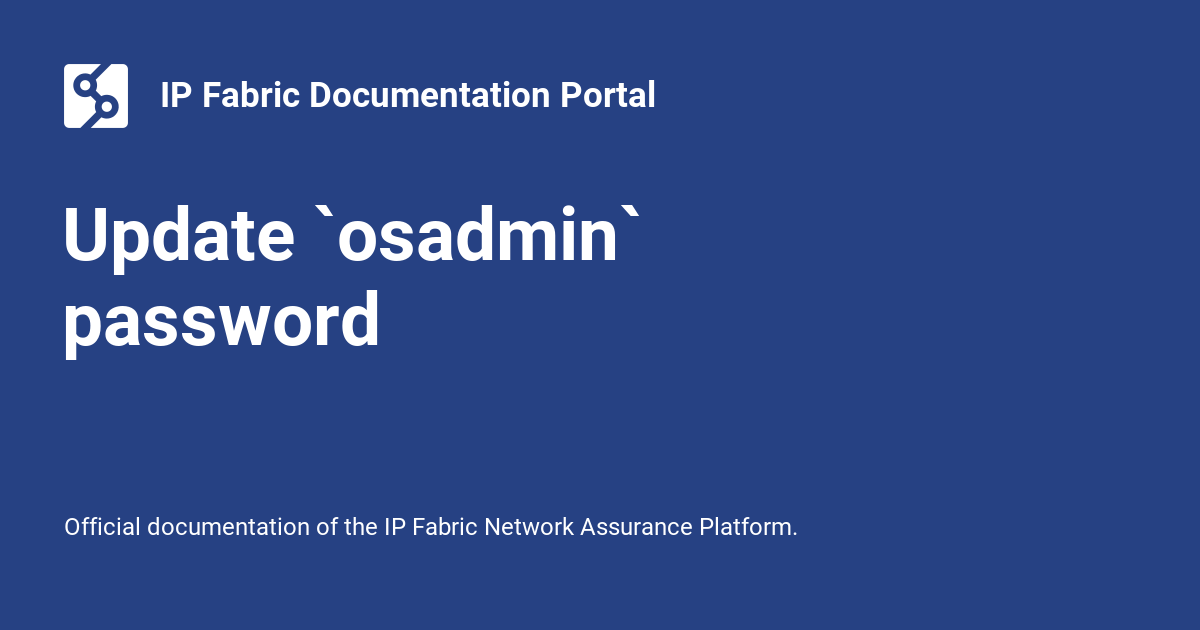 IP Fabric Documentation Portal
Update `osadmin`
password
Official documentation of the IP Fabric Network Assurance Platform.